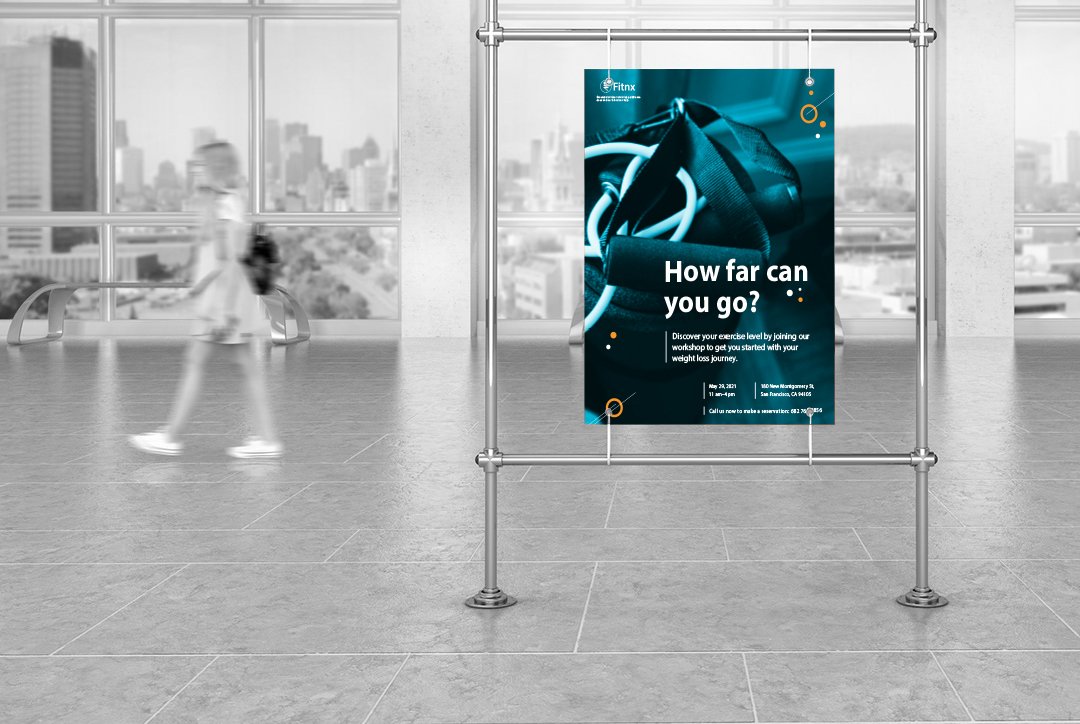 Fitnx
How far can
you go?
Discover your exercise level by joining our
workshop to get you started with your
weight loss journey.
May 29, 2021
11 am-4 pm
160 New Montgomery St,
San Francisco, CA 94105
Call us now to make a reservation: 682